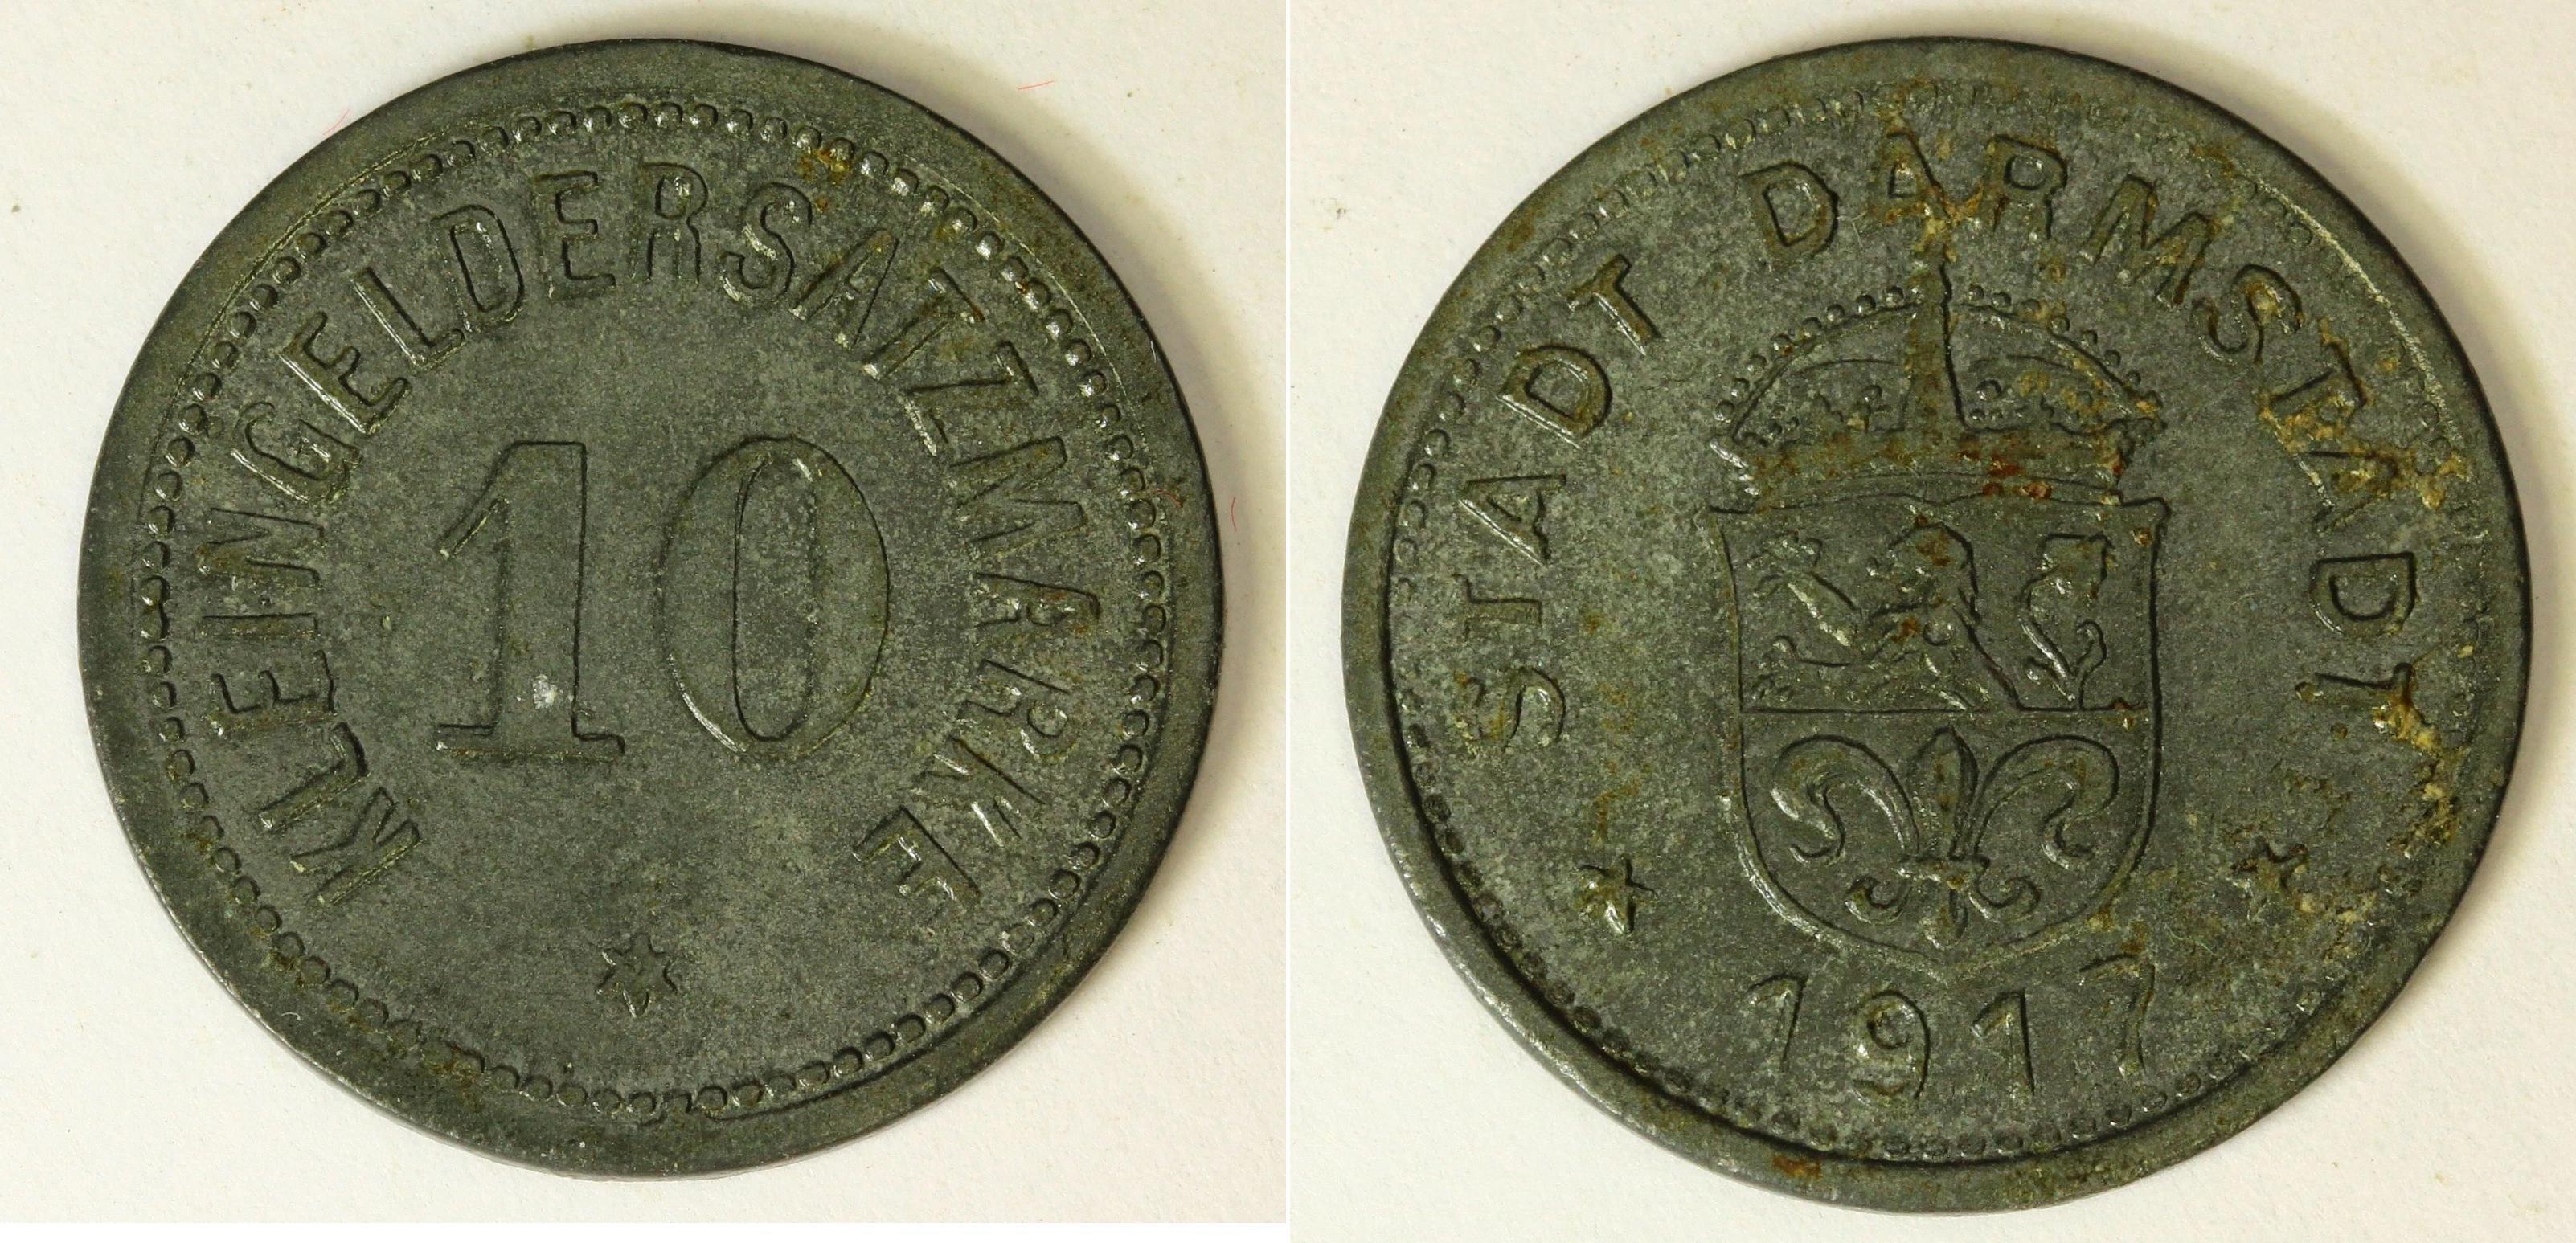 KLEINGELDERSATZMARKE
10
STADT DARMSTADT
1917